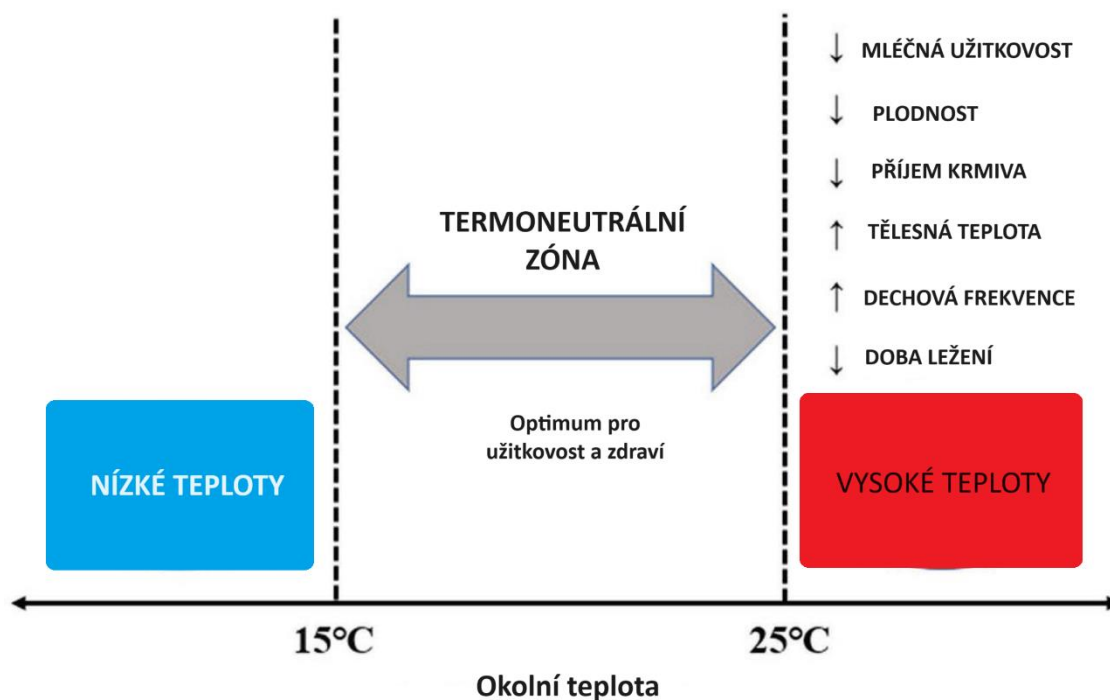 ↓ MLÉČNÁ UŽITKOVOST
↓ PLODNOST
↓ PŘÍJEM KRMIVA
↑ TĚLESNÁ TEPLOTA
↑ DECHOVÁ FREKVENCE
↓ DOBA LEŽENÍ
TERMONEUTRÁLNÍ
ZÓNA
Optimum pro
užitkovost a zdraví
NÍZKÉ TEPLOTY
VYSOKÉ TEPLOTY
15°C
25°C
Okolní teplota